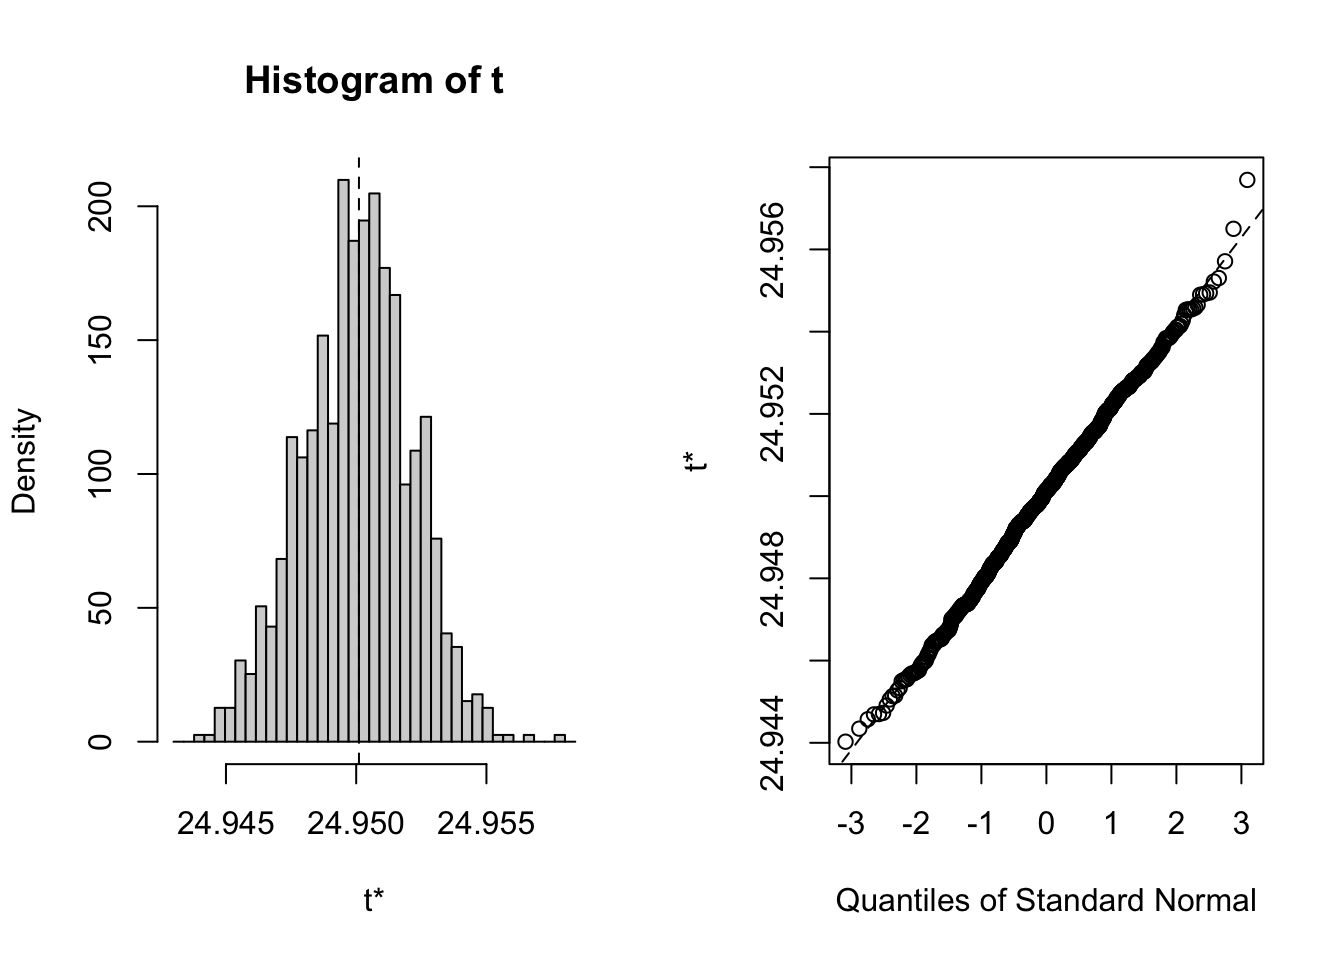 Histogram of t
Density
0
50
100
150
200
24.945 24.950 24.955
t*
t*
24.944
24.948
24.952
24.956
-3 -2 -1 0 1 2 3
Quantiles of Standard Normal